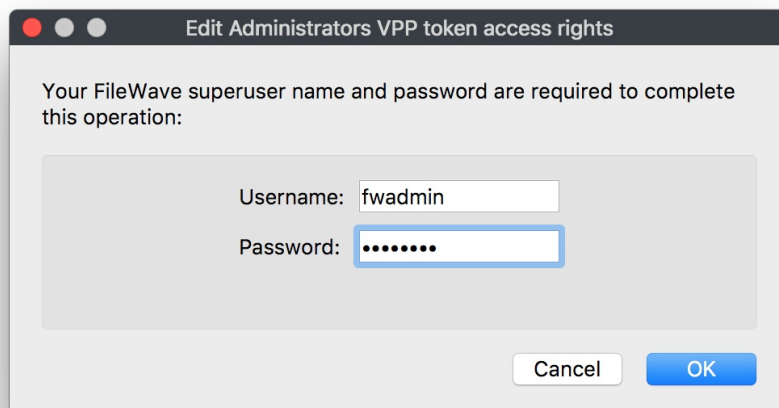 Edit Administrators VPP token access rights
Your FileWave superuser name and password are required to complete
this operation:
Username: fwadmin
Password: ••••••••
Cancel OK